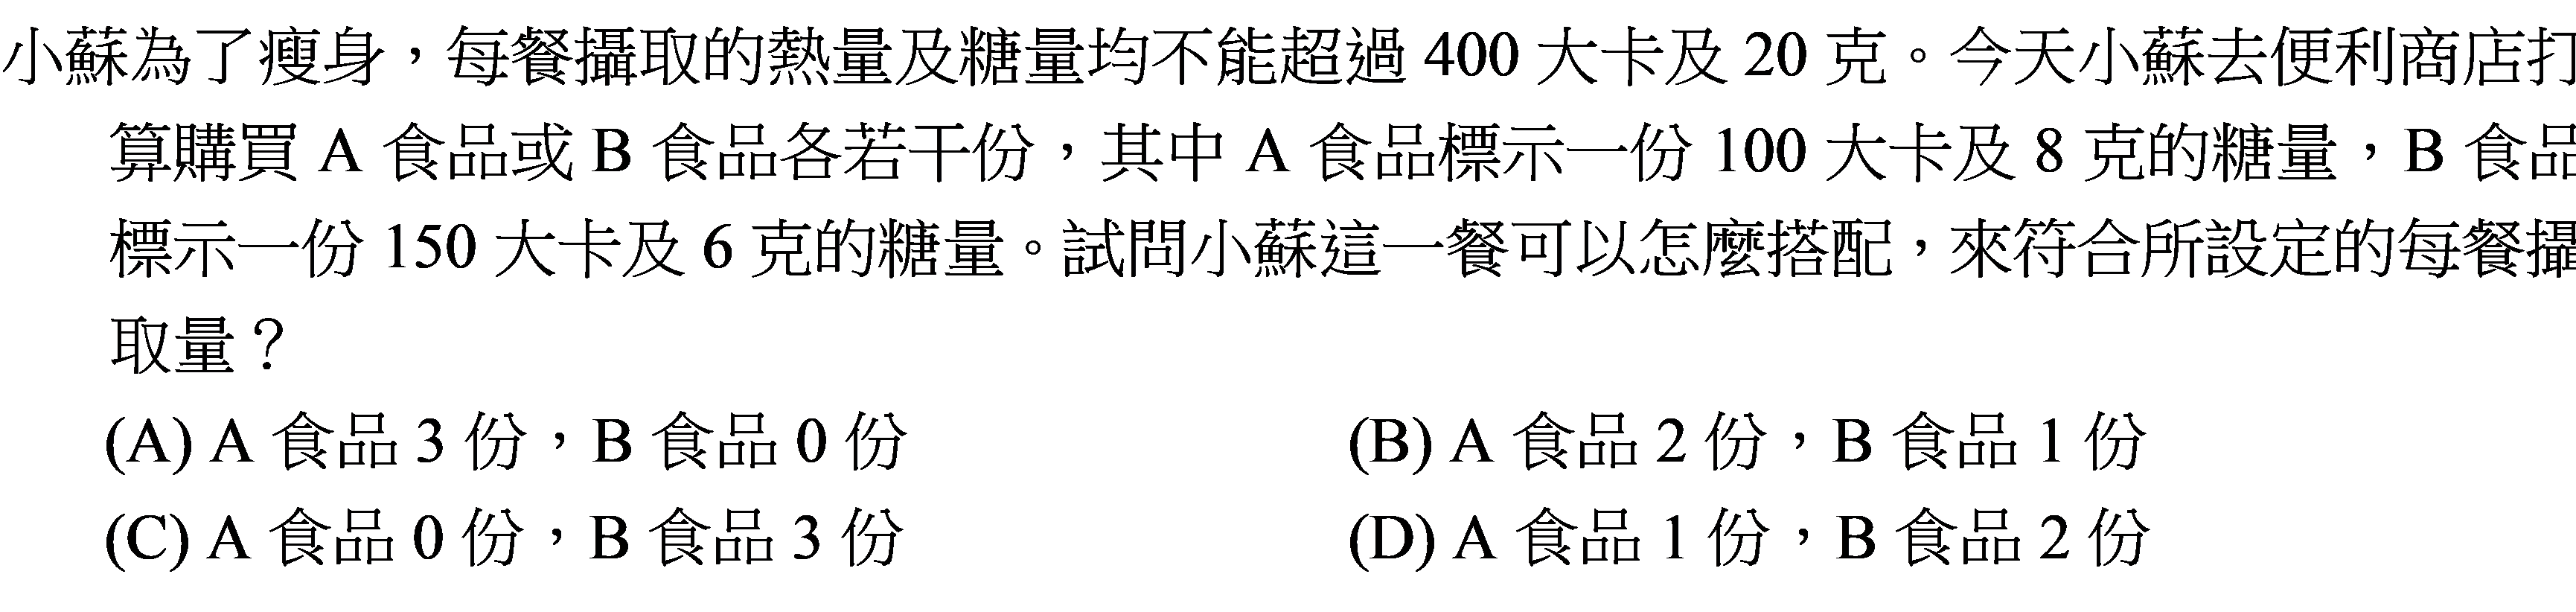 小蘇為了瘦身，每餐攝取的熱量及糖量均不能超過 400 大卡及 20 克。今天小蘇去便利商店打
算購買 A 食品或 B 食品各若干份，其中 A 食品標示一份 100 大卡及 8 克的糖量，B 食品
標示一份 150 大卡及 6 克的糖量。試問小蘇這一餐可以怎麼搭配，來符合所設定的每餐攝
取量？
(A) A 食品 3 份，B 食品 0 份 (B) A 食品 2 份，B 食品 1 份
(C) A 食品 0 份，B 食品 3 份 (D) A 食品 1 份，B 食品 2 份